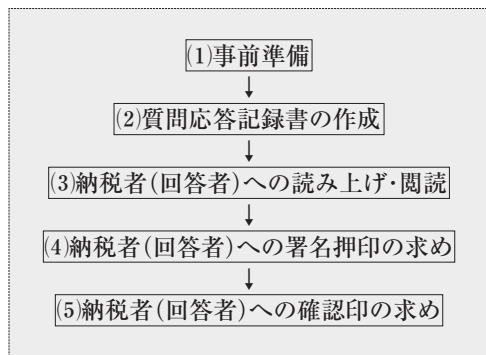 ⑴事前準備
⑵質問応答記録書の作成
⑶納税者(回答者)への読み上げ・閲読
⑷納税者(回答者)への署名押印の求め
⑸納税者(回答者)への確認印の求め